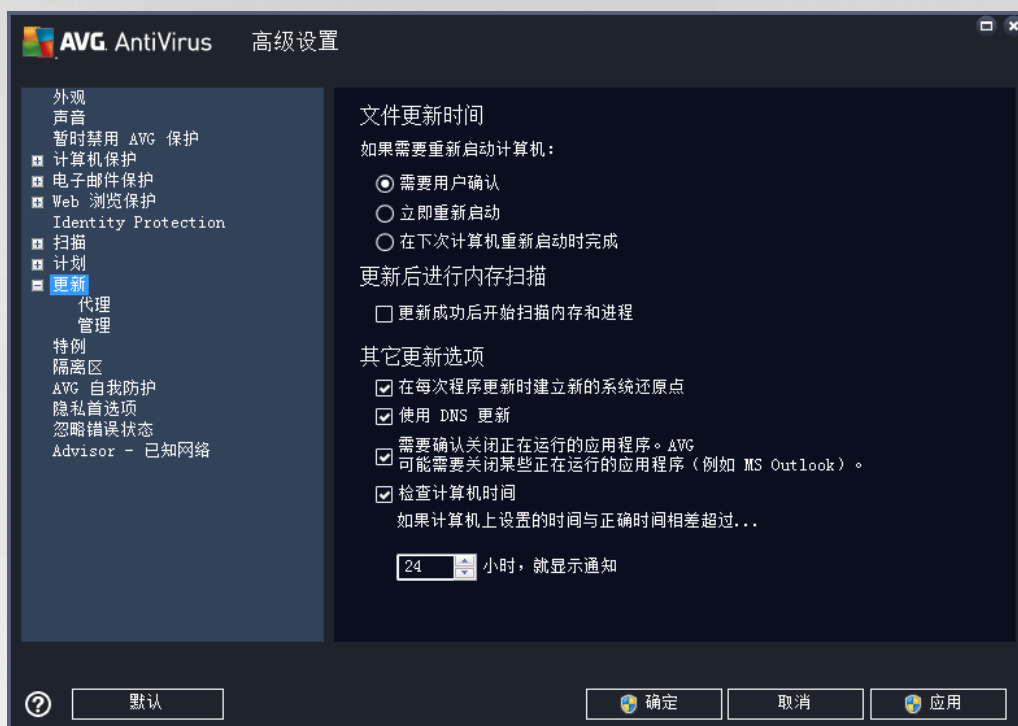 AVG AntiVirus 高级设置
外观
声音
暂时禁用 AVG 保护
计算机保护
电子邮件保护
Web 浏览保护
Identity Protection
扫描
计划
更新
代理
管理
特例
隔离区
AVG 自我防护
隐私首选项
忽略错误状态
Advisor - 已知网络
文件更新时间
如果需要重新启动计算机:
需要用户确认
立即重新启动
在下次计算机重新启动时完成
更新后进行内存扫描
更新成功后开始扫描内存和进程
其它更新选项
在每次程序更新时建立新的系统还原点
使用 DNS 更新
需要确认关闭正在运行的应用程序。AVG
可能需要关闭某些正在运行的应用程序（例如 MS Outlook）。
检查计算机时间
如果计算机上设置的时间与正确时间相差超过...
24 小时，就显示通知
默认 确定 取消 应用